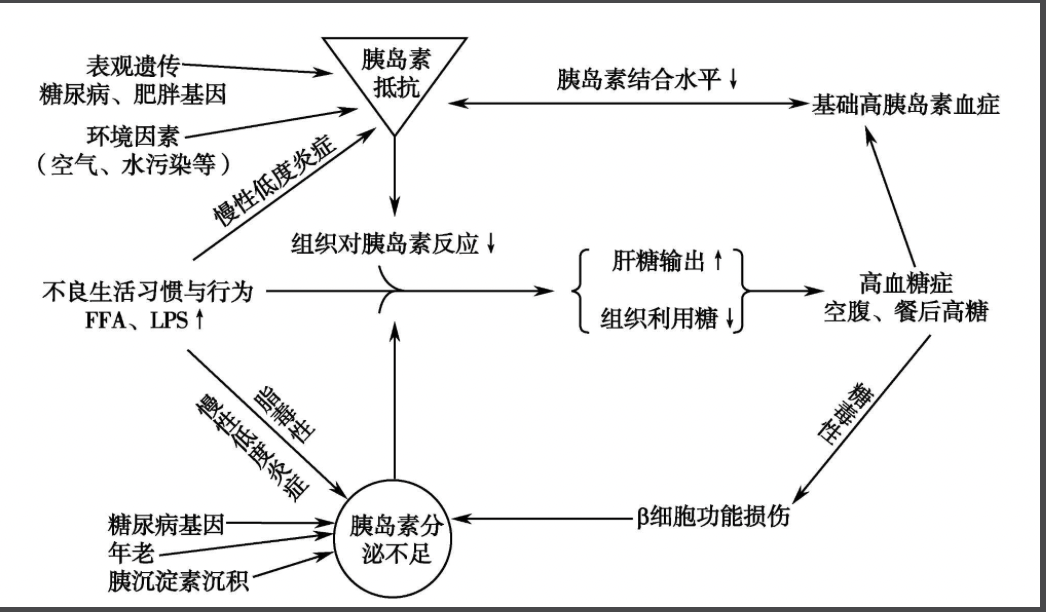 表观遗传
糖尿病、肥胖基因
环境因素
（空气、水污染等）
胰岛素
抵抗
胰岛素结合水平↓
基础高胰岛素血症
慢性低度炎症
组织对胰岛素反应↓
不良生活习惯与行为
FFA、LPS↑
肝糖输出↑
组织利用糖↓
高血糖症
空腹、餐后高糖
脂毒性
慢性低度炎症
糖毒性
糖尿病基因
年老
胰沉淀素沉积
胰岛素分
泌不足
β细胞功能损伤